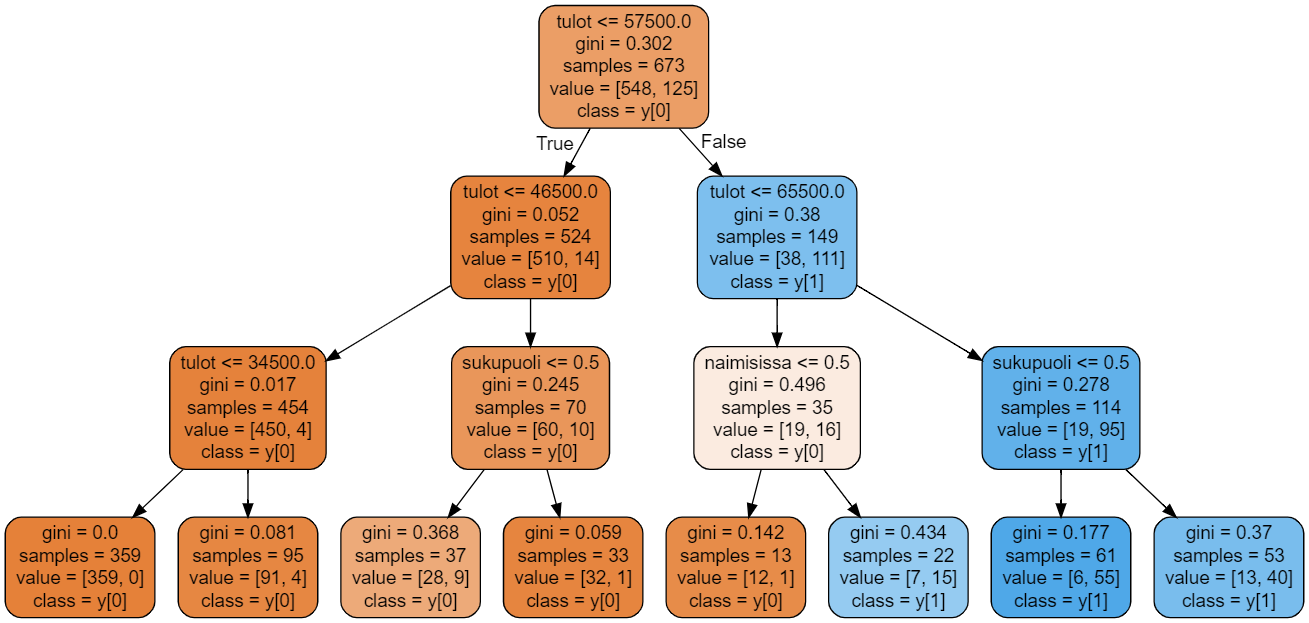 tulot <= 57500.0
gini = 0.302
samples = 673
value = [548, 125]
class = y[0]
True
False
tulot <= 46500.0
gini = 0.052
samples = 524
value = [510, 14]
class = y[0]
tulot <= 65500.0
gini = 0.38
samples = 149
value = [38, 111]
class = y[1]
tulot <= 34500.0
gini = 0.017
samples = 454
value = [450, 4]
class = y[0]
sukupuoli <= 0.5
gini = 0.245
samples = 70
value = [60, 10]
class = y[0]
naimisissa <= 0.5
gini = 0.496
samples = 35
value = [19, 16]
class = y[0]
sukupuoli <= 0.5
gini = 0.278
samples = 114
value = [19, 95]
class = y[1]
gini = 0.0
samples = 359
value = [359, 0]
class = y[0]
gini = 0.081
samples = 95
value = [91, 4]
class = y[0]
gini = 0.368
samples = 37
value = [28, 9]
class = y[0]
gini = 0.059
samples = 33
value = [32, 1]
class = y[0]
gini = 0.142
samples = 13
value = [12, 1]
class = y[0]
gini = 0.434
samples = 22
value = [7, 15]
class = y[1]
gini = 0.177
samples = 61
value = [6, 55]
class = y[1]
gini = 0.37
samples = 53
value = [13, 40]
class = y[1]